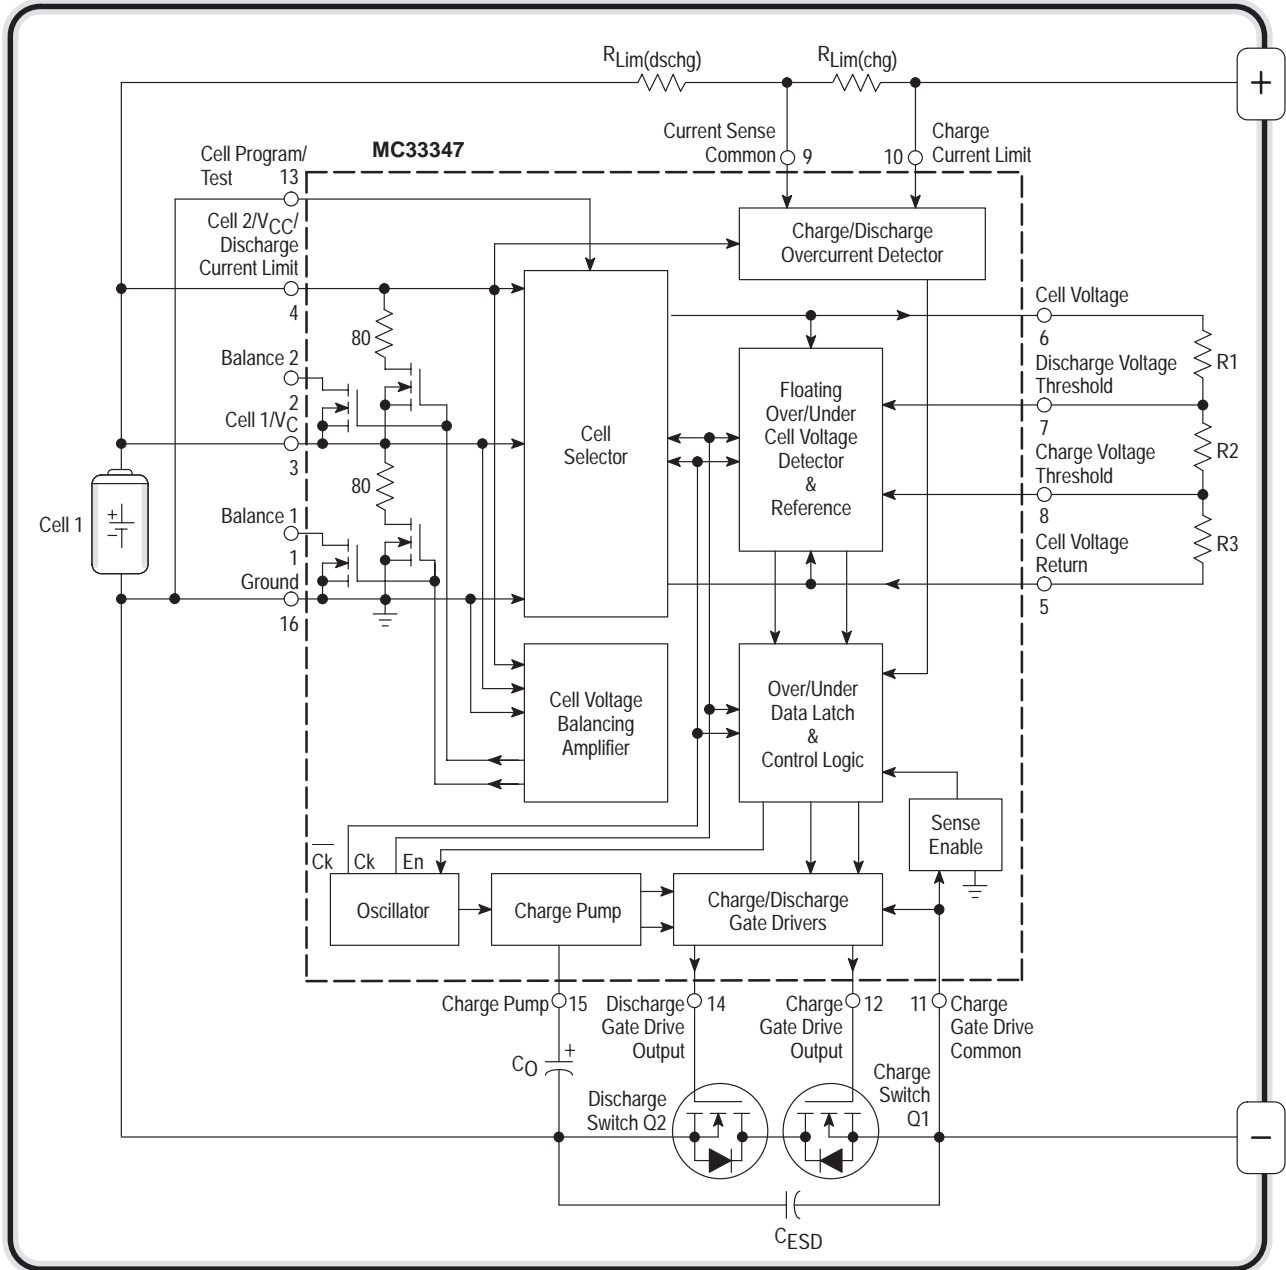 RLim(dschg)
RLim(chg)
+
Current Sense
Common
9
10
Charge
Current Limit
MC33347
Cell Program/
Test
13
Cell 2/VCC/
Discharge
Current Limit
4
Charge/Discharge
Overcurrent Detector
Cell Voltage
6
80
R1
Balance 2
2
Discharge Voltage
Threshold
7
Floating
Over/Under
Cell Voltage
Detector
&
Reference
Cell 1/VC
3
Cell
Selector
R2
Charge Voltage
Threshold
8
80
Cell 1
+
−
Balance 1
1
Cell Voltage
Return
5
R3
Ground
16
Cell Voltage
Balancing
Amplifier
Over/Under
Data Latch
&
Control Logic
Sense
Enable
Ck
Ck
En
Oscillator
Charge Pump
Charge/Discharge
Gate Drivers
Charge Pump
15
Discharge
Gate Drive
Output
14
Charge
Gate Drive
Output
12
11
Charge
Gate Drive
Common
CO
+
Discharge
Switch Q2
Charge
Switch
Q1
−
CESD